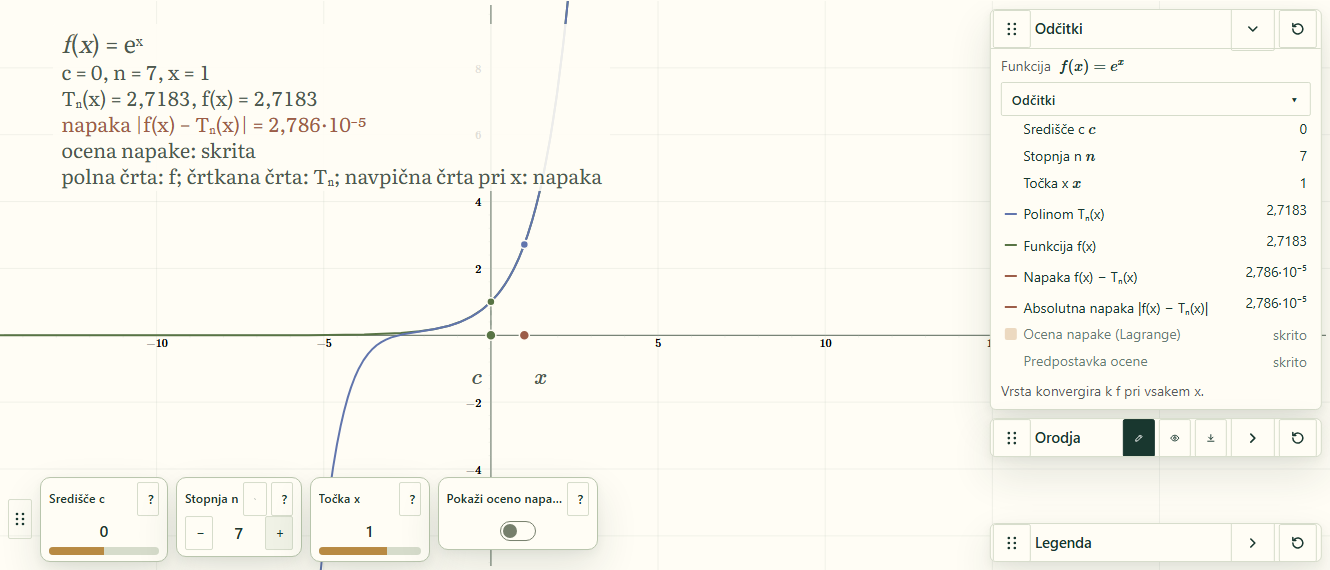 f(x) = eˣ
c = 0, n = 7, x = 1
Tₙ(x) = 2,7183, f(x) = 2,7183
napaka |f(x) − Tₙ(x)| = 2,786·10⁻⁵
ocena napake: skrita
polna črta: f; črtkana črta: Tₙ; navpična črta pri x: napaka
8
6
4
2
−10
−5
5
10
−2
−4
c
x
Odčitki
Funkcija f(x) = eˣ
Odčitki
Središče c c 0
Stopnja n n 7
Točka x x 1
Polinom Tₙ(x) 2,7183
Funkcija f(x) 2,7183
Napaka f(x) − Tₙ(x) 2,786·10⁻⁵
Absolutna napaka |f(x) − Tₙ(x)| 2,786·10⁻⁵
Ocena napake (Lagrange) skrito
Predpostavka ocene skrito
Vrsta konvergira k f pri vsakem x.
Orodja
Legenda
Središče c ?
0
Stopnja n ?
− 7 +
Točka x ?
1
Pokaži oceno napa... ?